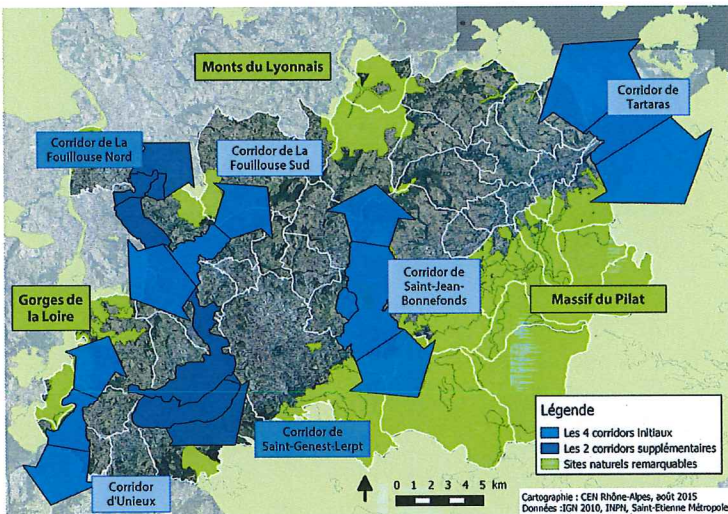 Monts du Lyonnais
Corridor de
Tartaras
Corridor de La
Fouillouse Nord
Corridor de La
Fouillouse Sud
Corridor de
Saint-Jean-
Bonnefonds
Gorges de
la Loire
Massif du Pilat
Corridor de
Saint-Genest-Lerpt
Corridor
d'Unieux
Légende
Les 4 corridors initiaux
Les 2 corridors supplémentaires
Sites naturels remarquables
0 1 2 3 4 5 km
Cartographie : CEN Rhône-Alpes, août 2015
Données :IGN 2010, INPN, Saint-Etienne Métropole